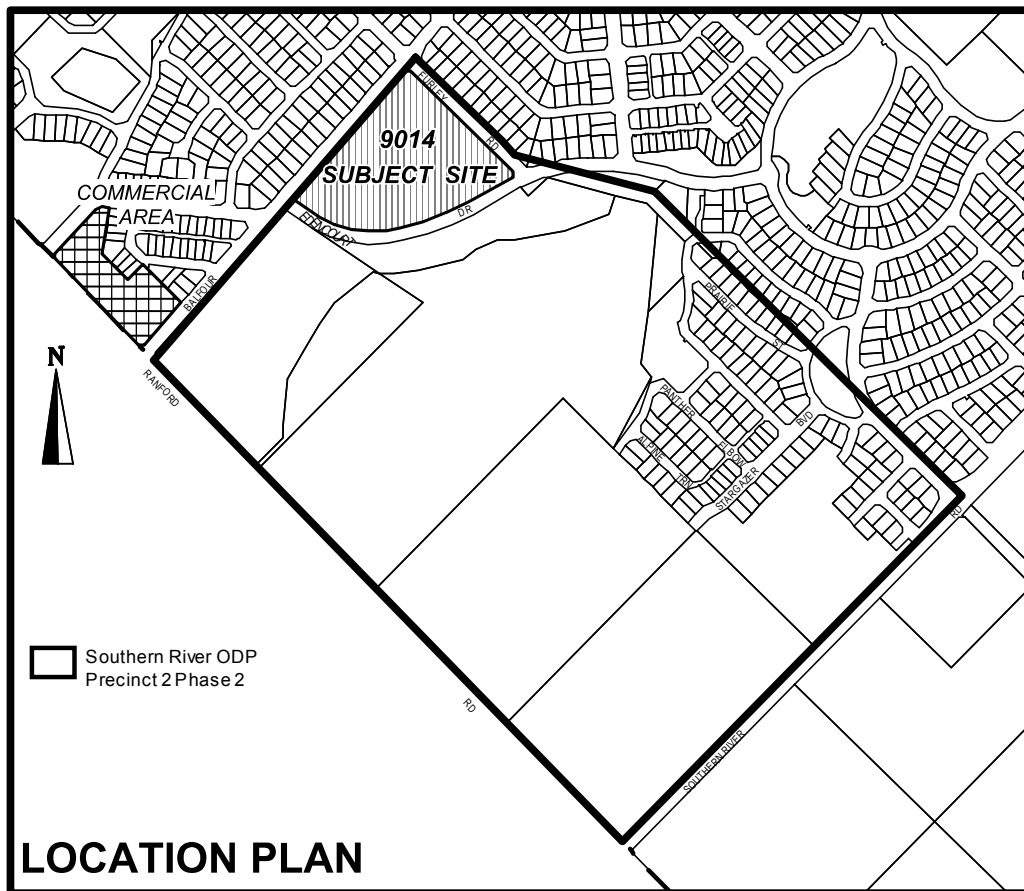 FURLEY
RD
9014
SUBJECT SITE
COMMERCIAL
AREA
DR
BALFOUR
N
RANFORD
PRAIRIE
ST
PANTHER
BVD
ELBOW
ALPINE
TRN
STARGAZER
RD
Southern River ODP
Precinct 2 Phase 2
RD
SOUTHERN RIVER
LOCATION PLAN